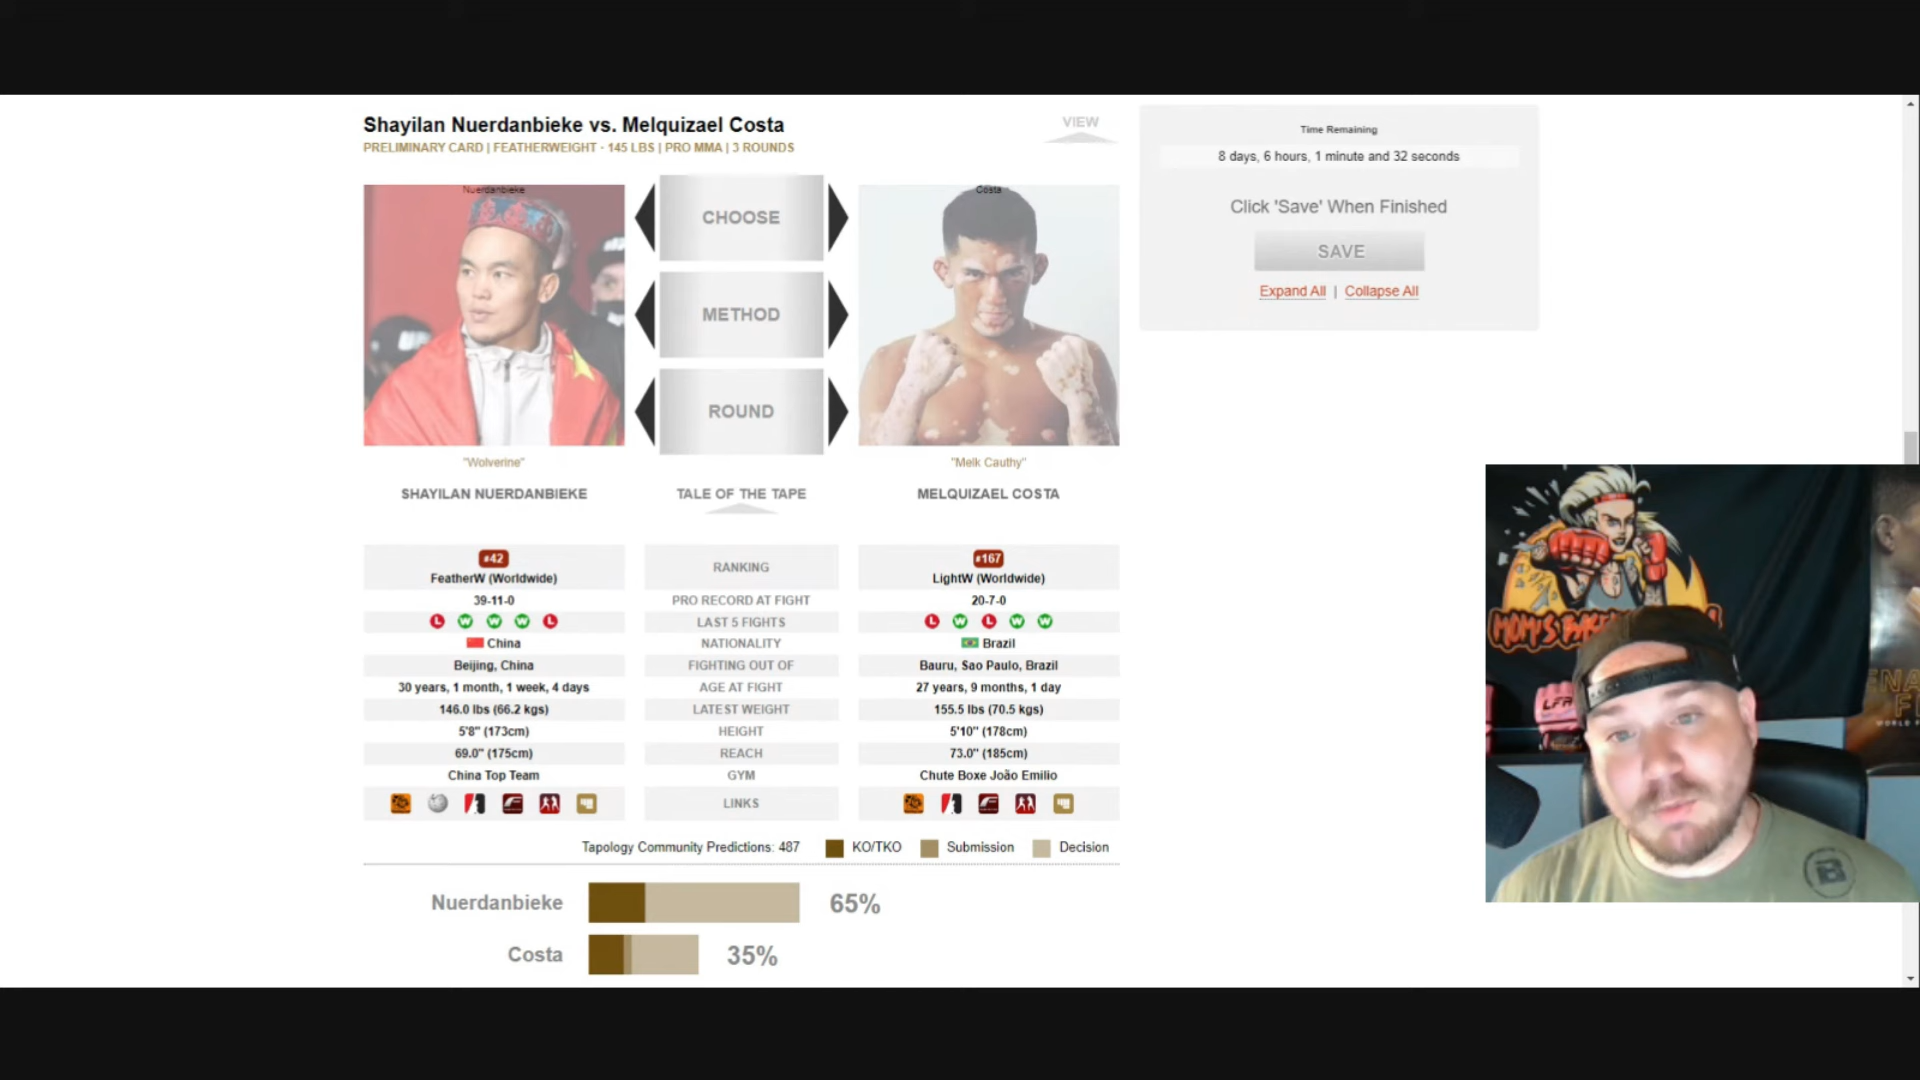 Shayilan Nuerdanbieke vs. Melquizael Costa
PRELIMINARY CARD | FEATHERWEIGHT · 145 LBS | PRO MMA | 3 ROUNDS
VIEW
Nuerdanbieke
Costa
CHOOSE
METHOD
ROUND
"Wolverine"
"Melk Cauthy"
SHAYILAN NUERDANBIEKE TALE OF THE TAPE MELQUIZAEL COSTA
#42 #167
FeatherW (Worldwide) RANKING LightW (Worldwide)
39-11-0 PRO RECORD AT FIGHT 20-7-0
L W W W L LAST 5 FIGHTS L W L W W
China NATIONALITY Brazil
Beijing, China FIGHTING OUT OF Bauru, Sao Paulo, Brazil
30 years, 1 month, 1 week, 4 days AGE AT FIGHT 27 years, 9 months, 1 day
146.0 lbs (66.2 kgs) LATEST WEIGHT 155.5 lbs (70.5 kgs)
5'8" (173cm) HEIGHT 5'10" (178cm)
69.0" (175cm) REACH 73.0" (185cm)
China Top Team GYM Chute Boxe João Emilio
LINKS
Tapology Community Predictions: 487 KO/TKO Submission Decision
Nuerdanbieke 65%
Costa 35%
Time Remaining
8 days, 6 hours, 1 minute and 32 seconds
Click 'Save' When Finished
SAVE
Expand All | Collapse All
MOM'S
LFA